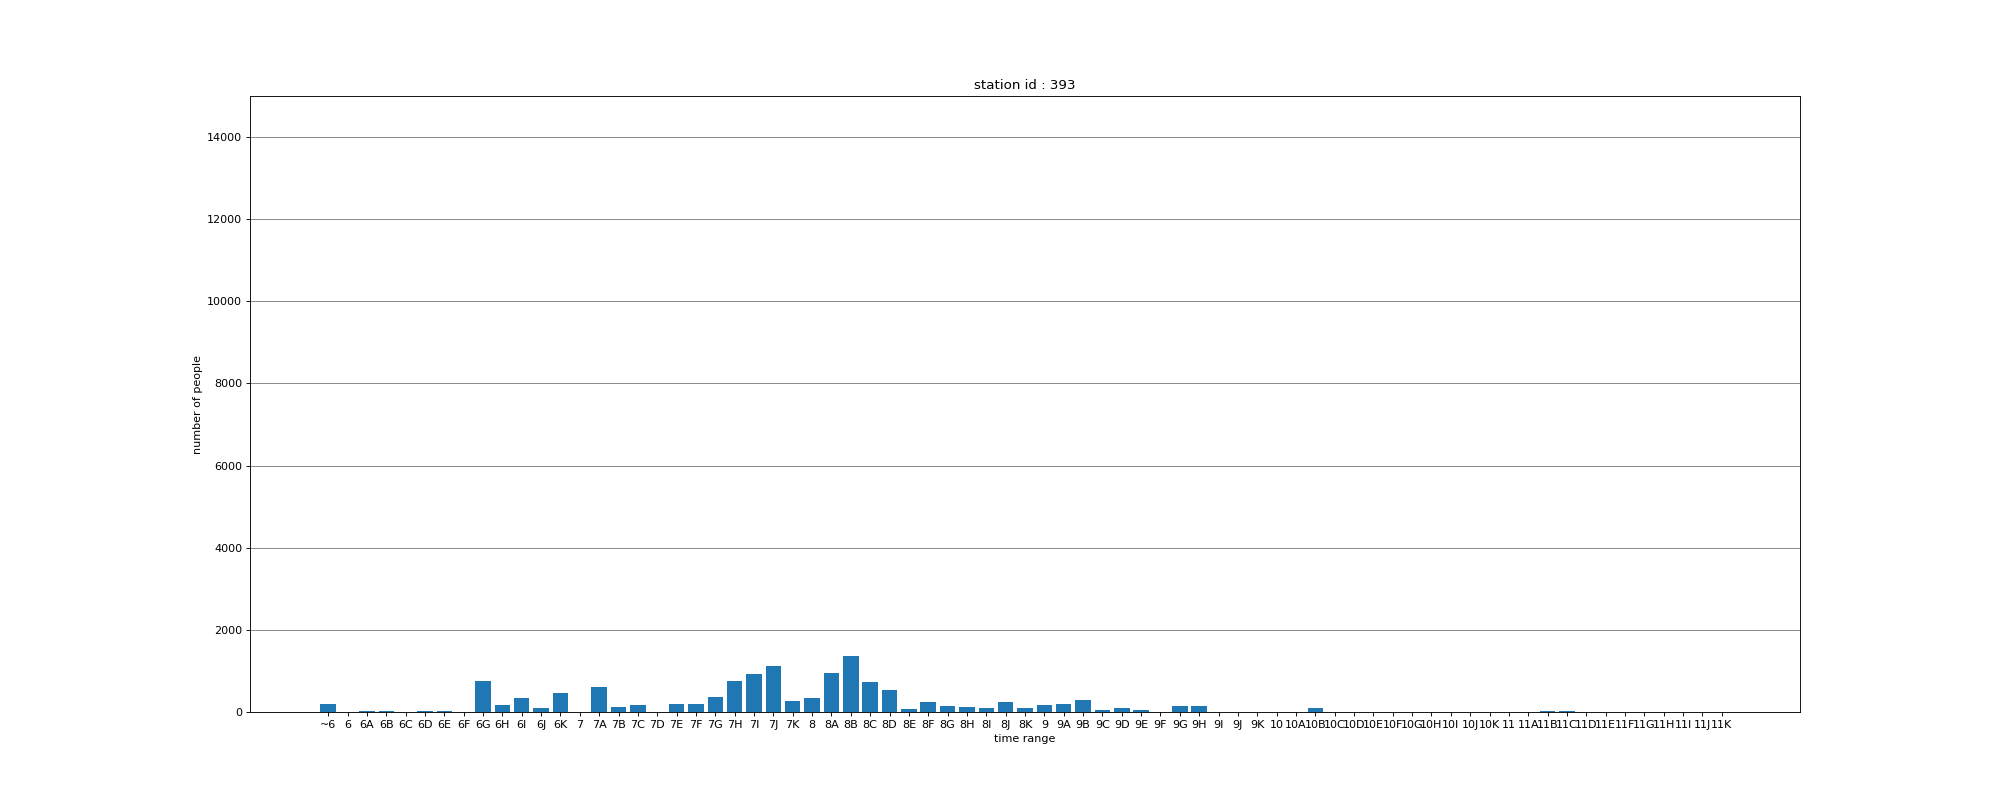 station id : 393
14000
12000
10000
8000
6000
4000
2000
0
number of people
~6 6 6A 6B 6C 6D 6E 6F 6G 6H 6I 6J 6K 7 7A 7B 7C 7D 7E 7F 7G 7H 7I 7J 7K 8 8A 8B 8C 8D 8E 8F 8G 8H 8I 8J 8K 9 9A 9B 9C 9D 9E 9F 9G 9H 9I 9J 9K 10 10A 10B 10C 10D 10E 10F 10G 10H 10I 10J 10K 11 11A 11B 11C 11D 11E 11F 11G 11H 11I 11J 11K
time range